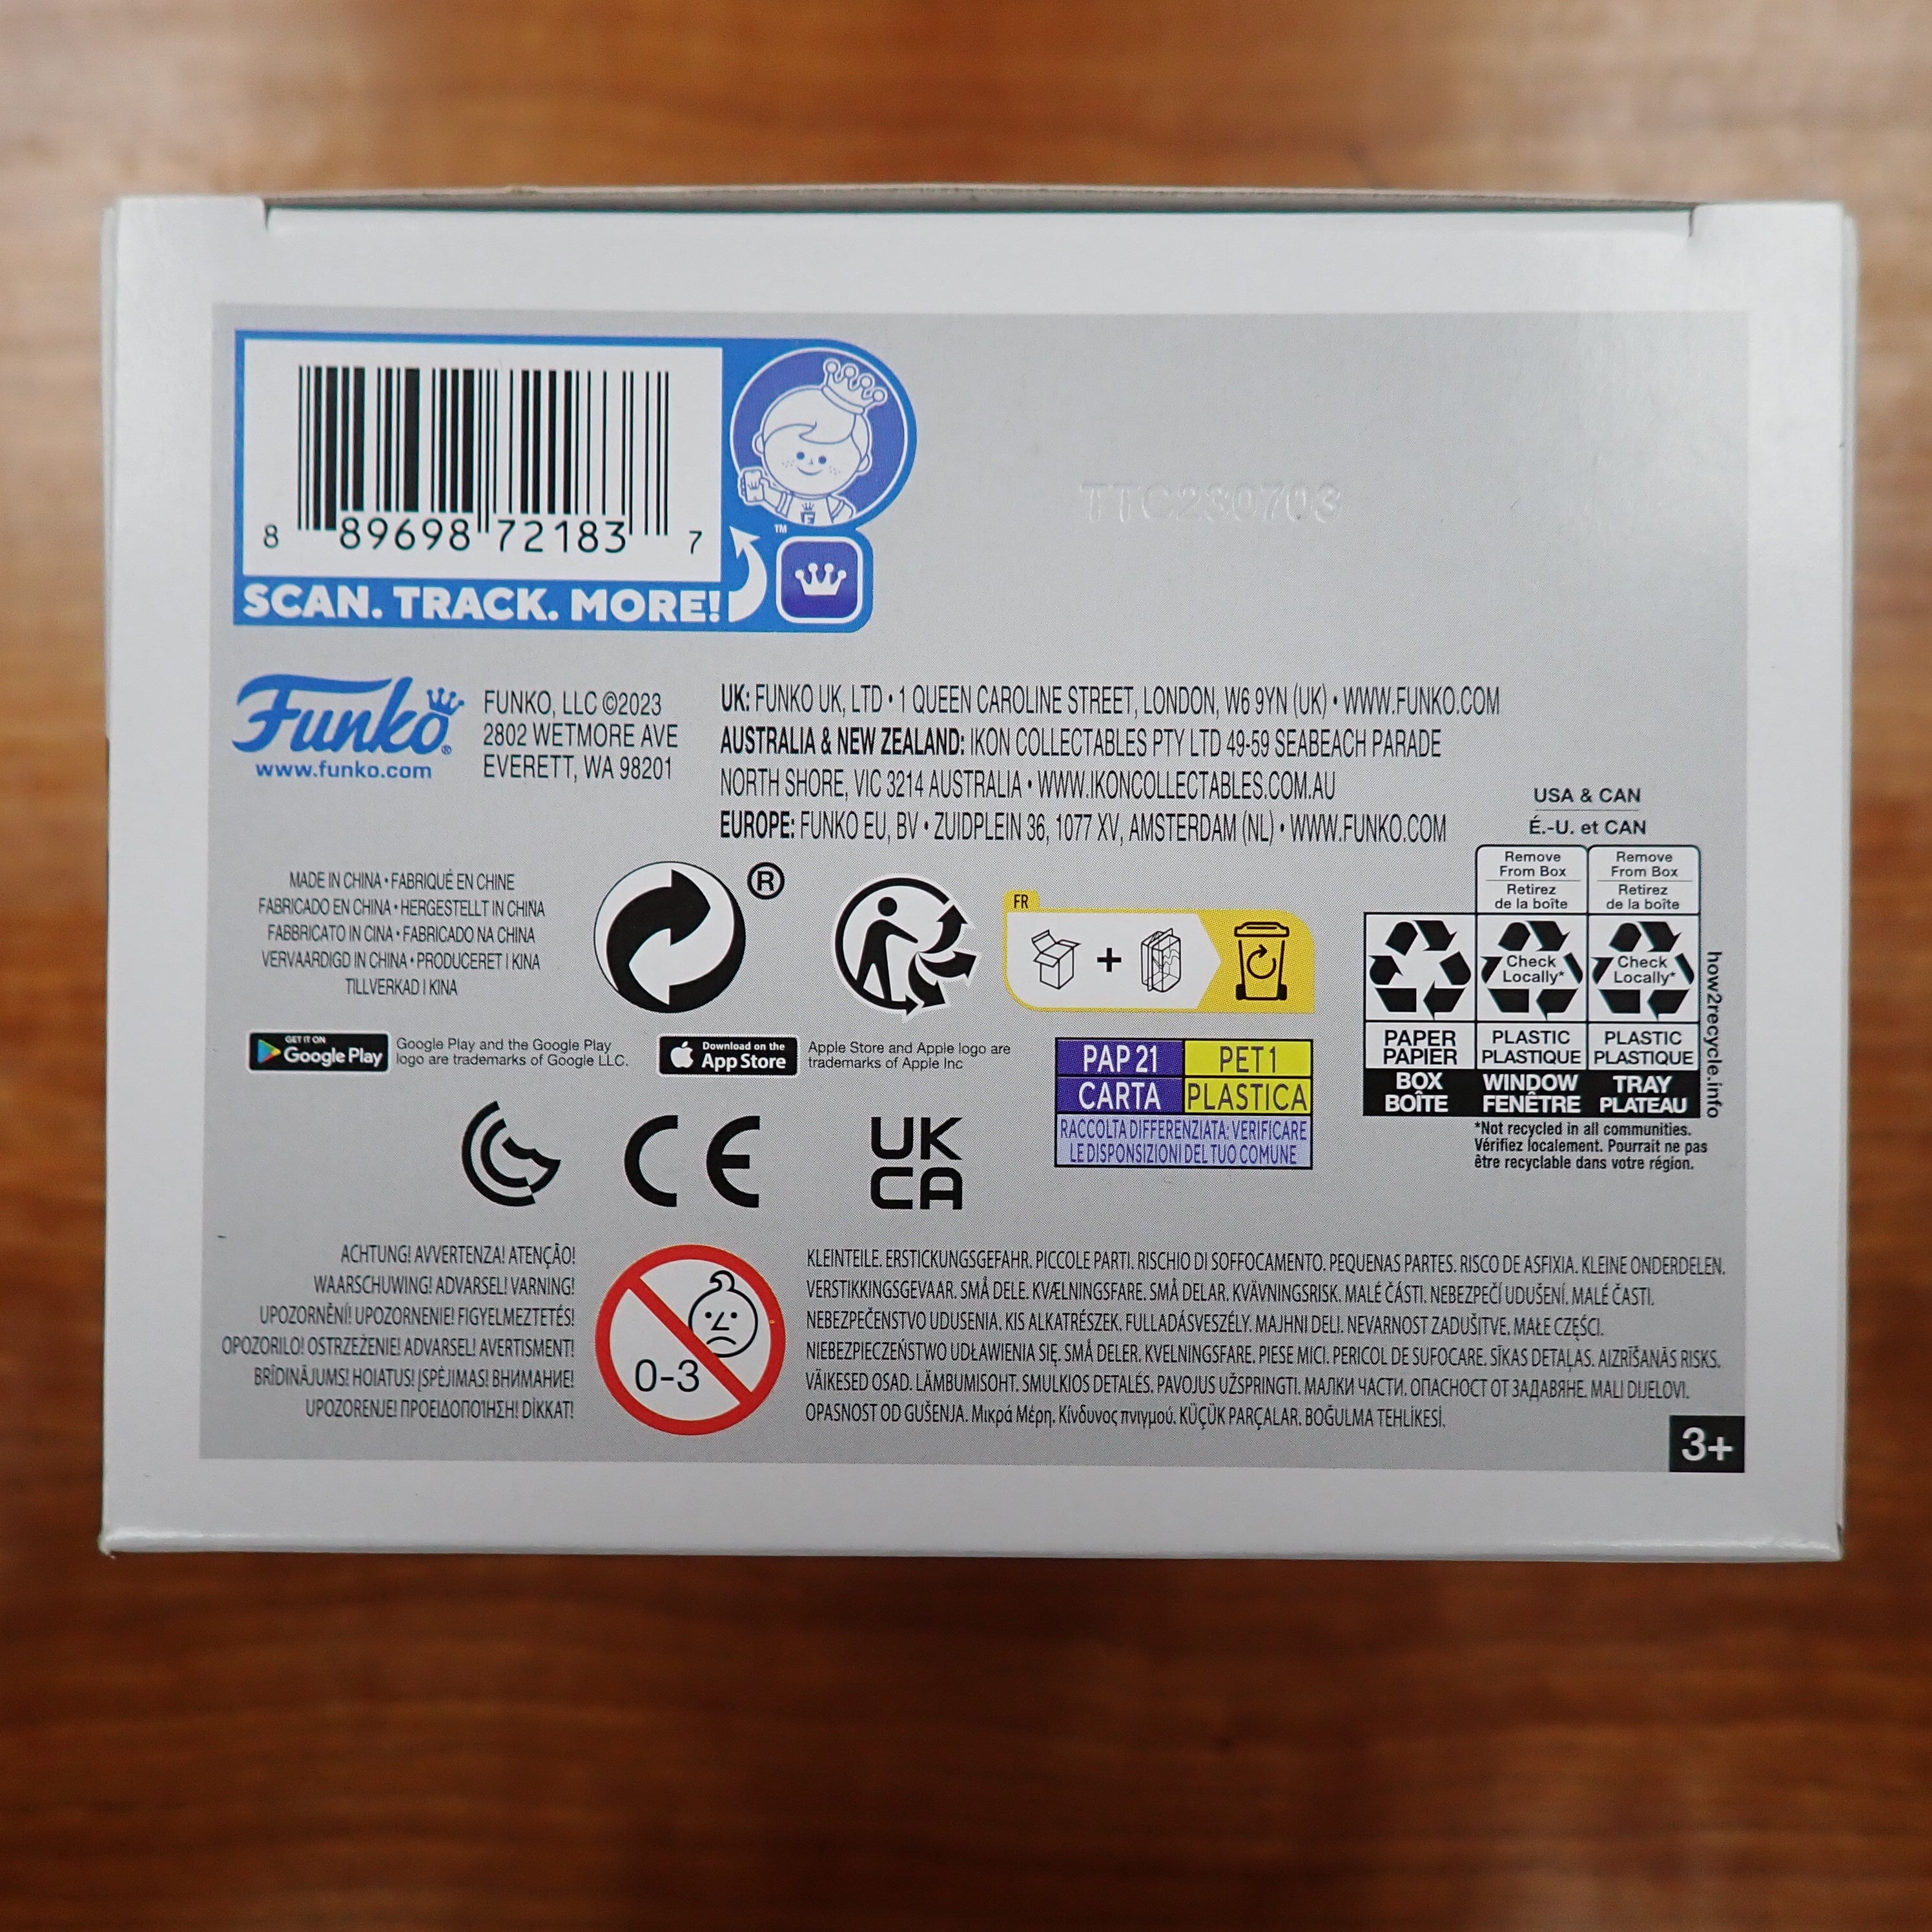 8 89698 72183 7
TTC230703
™
SCAN. TRACK. MORE!
Funko®
www.funko.com
FUNKO, LLC ©2023
2802 WETMORE AVE
EVERETT, WA 98201
UK: FUNKO UK, LTD • 1 QUEEN CAROLINE STREET, LONDON, W6 9YN (UK) • WWW.FUNKO.COM
AUSTRALIA & NEW ZEALAND: IKON COLLECTABLES PTY LTD 49-59 SEABEACH PARADE
NORTH SHORE, VIC 3214 AUSTRALIA • WWW.IKONCOLLECTABLES.COM.AU
EUROPE: FUNKO EU, BV • ZUIDPLEIN 36, 1077 XV, AMSTERDAM (NL) • WWW.FUNKO.COM
MADE IN CHINA • FABRIQUÉ EN CHINE
FABRICADO EN CHINA • HERGESTELLT IN CHINA
FABBRICATO IN CINA • FABRICADO NA CHINA
VERVAARDIGD IN CHINA • PRODUCERET I KINA
TILLVERKAD I KINA
®
FR
+
USA & CAN
É.-U. et CAN
Remove
From Box
Retirez
de la boîte
Remove
From Box
Retirez
de la boîte
Check
Locally*
Check
Locally*
PAPER
PAPIER
PLASTIC
PLASTIQUE
PLASTIC
PLASTIQUE
BOX
BOÎTE
WINDOW
FENÊTRE
TRAY
PLATEAU
how2recycle.info
*Not recycled in all communities.
Vérifiez localement. Pourrait ne pas
être recyclable dans votre région.
GET IT ON
Google Play
Google Play and the Google Play
logo are trademarks of Google LLC.
Download on the
App Store
Apple Store and Apple logo are
trademarks of Apple Inc
PAP 21
PET 1
CARTA
PLASTICA
RACCOLTA DIFFERENZIATA: VERIFICARE
LE DISPONSIZIONI DEL TUO COMUNE
CE
UK
CA
ACHTUNG! AVVERTENZA! ATENÇÃO!
WAARSCHUWING! ADVARSEL! VARNING!
UPOZORNĚNÍ! UPOZORNENIE! FIGYELMEZTETÉS!
OPOZORILO! OSTRZEŻENIE! ADVARSEL! AVERTISMENT!
BRĪDINĀJUMS! HOIATUS! ĮSPĖJIMAS! ВНИМАНИЕ!
UPOZORENJE! ΠΡΟΕΙΔΟΠΟΊΗΣΗ! DİKKAT!
0-3
KLEINTEILE. ERSTICKUNGSGEFAHR. PICCOLE PARTI. RISCHIO DI SOFFOCAMENTO. PEQUENAS PARTES. RISCO DE ASFIXIA. KLEINE ONDERDELEN.
VERSTIKKINGSGEVAAR. SMÅ DELE. KVÆLNINGSFARE. SMÅ DELAR. KVÄVNINGSRISK. MALÉ ČÁSTI. NEBEZPEČÍ UDUŠENÍ. MALÉ ČASTI.
NEBEZPEČENSTVO UDUSENIA. KIS ALKATRÉSZEK. FULLADÁSVESZÉLY. MAJHNI DELI. NEVARNOST ZADUŠITVE. MAŁE CZĘŚCI.
NIEBEZPIECZEŃSTWO UDŁAWIENIA SIĘ. SMÅ DELER. KVELNINGSFARE. PIESE MICI. PERICOL DE SUFOCARE. SĪKAS DETAĻAS. AIZRĪŠANĀS RISKS.
VÄIKESED OSAD. LÄMBUMISOHT. SMULKIOS DETALĖS. PAVOJUS UŽSPRINGTI. МАЛКИ ЧАСТИ. ОПАСНОСТ ОТ ЗАДАВЯНЕ. MALI DIJELOVI.
OPASNOST OD GUŠENJA. Μικρά Μέρη. Κίνδυνος πνιγμού. KÜÇÜK PARÇALAR. BOĞULMA TEHLİKESİ.
3+